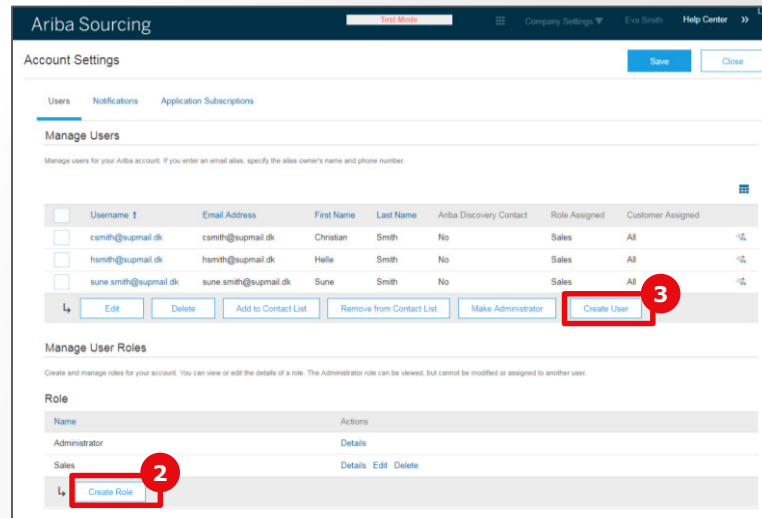 Ariba Sourcing
Test Mode
Company Settings ▼
Eva Smith
Help Center »
Account Settings
Save
Close
Users
Notifications
Application Subscriptions
Manage Users
Manage users for your Ariba account. If you enter an email alias, specify the alias owner's name and phone number.
Username ↑ Email Address First Name Last Name Ariba Discovery Contact Role Assigned Customer Assigned
csmith@supmail.dk csmith@supmail.dk Christian Smith No Sales All
hsmith@supmail.dk hsmith@supmail.dk Helle Smith No Sales All
sune.smith@supmail.dk sune.smith@supmail.dk Sune Smith No Sales All
3
Edit Delete Add to Contact List Remove from Contact List Make Administrator Create User
Manage User Roles
Create and manage roles for your account. You can view or edit the details of a role. The Administrator role can be viewed, but cannot be modified or assigned to another user.
Role
Name Actions
Administrator Details
Sales Details Edit Delete
2
Create Role